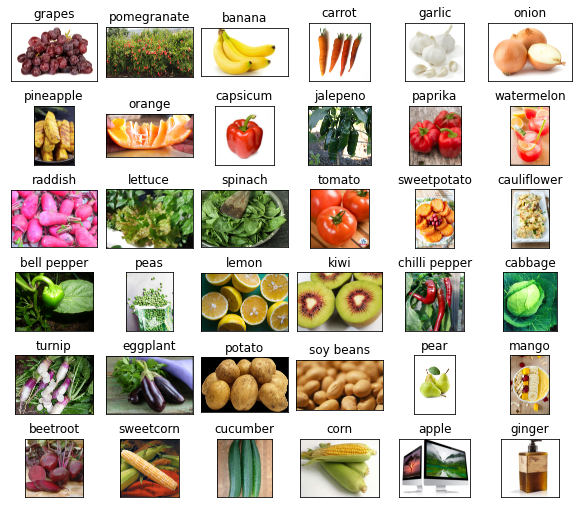 grapes
pomegranate
banana
carrot
garlic
onion
pineapple
orange
capsicum
jalepeno
paprika
watermelon
raddish
lettuce
spinach
tomato
sweetpotato
cauliflower
bell pepper
peas
lemon
kiwi
chilli pepper
cabbage
turnip
eggplant
potato
soy beans
pear
mango
beetroot
sweetcorn
cucumber
corn
apple
ginger